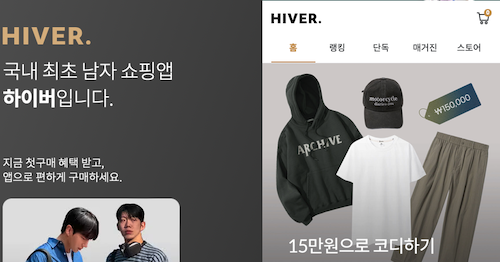 HIVER.
국내 최초 남자 쇼핑앱
하이버입니다.
지금 첫구매 혜택 받고,
앱으로 편하게 구매하세요.
HIVER.
홈 랭킹 단독 매거진 스토어
motorcycle
ARCHIVE
₩150,000
15만원으로 코디하기